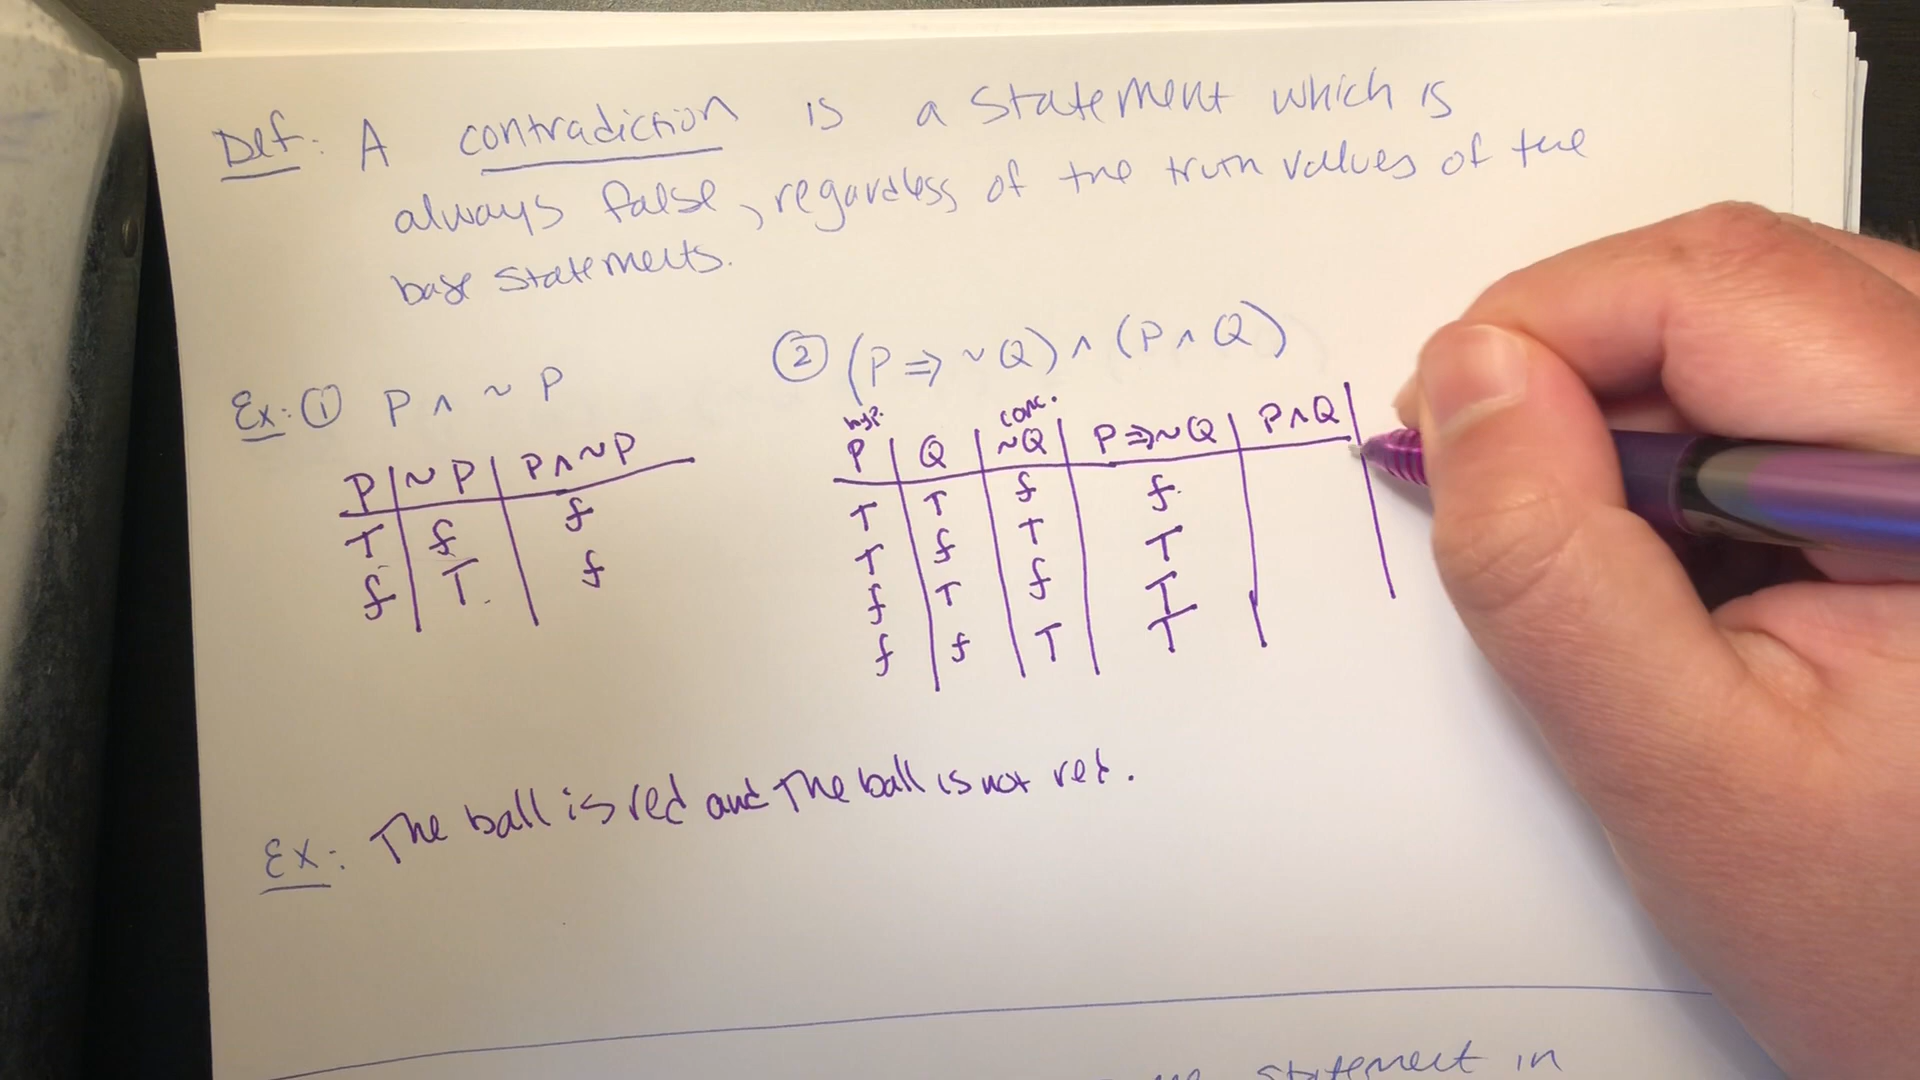 Def: A contradiction is a statement which is
always false, regardless of the truth values of the
base statements.
Ex: ① P ∧ ~P
P | ~P | P∧~P
T | f | f
f | T | f
② (P ⇒ ~Q) ∧ (P ∧ Q)
hyp. conc.
P | Q | ~Q | P⇒~Q | P∧Q |
T | T | f | f
T | f | T | T
f | T | f | T
f | f | T | T
Ex: The ball is red and The ball is not red.
statement in